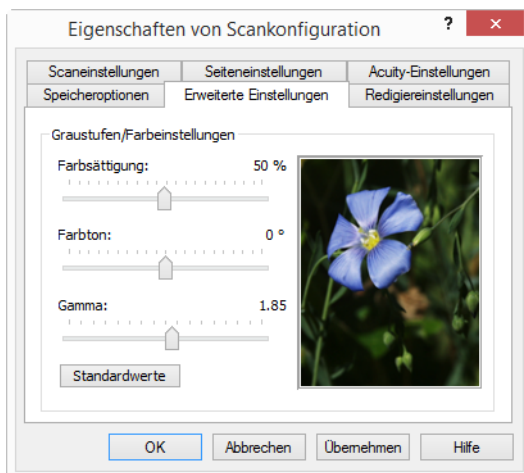 Eigenschaften von Scankonfiguration ? ×
Scaneinstellungen Seiteneinstellungen Acuity-Einstellungen
Speicheroptionen Erweiterte Einstellungen Redigiereinstellungen
Graustufen/Farbeinstellungen
Farbsättigung: 50 %
Farbton: 0 °
Gamma: 1.85
Standardwerte
OK Abbrechen Übernehmen Hilfe